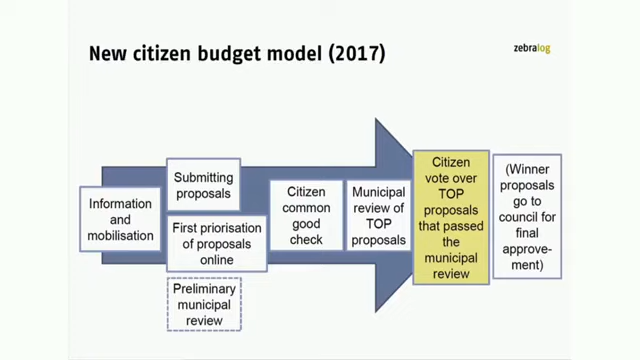 New citizen budget model (2017)
zebralog
Information
and
mobilisation
Submitting
proposals
First priorisation
of proposals
online
Preliminary
municipal
review
Citizen
common
good
check
Municipal
review of
TOP
proposals
Citizen
vote over
TOP
proposals
that passed
the
municipal
review
(Winner
proposals
go to
council for
final
approve-
ment)